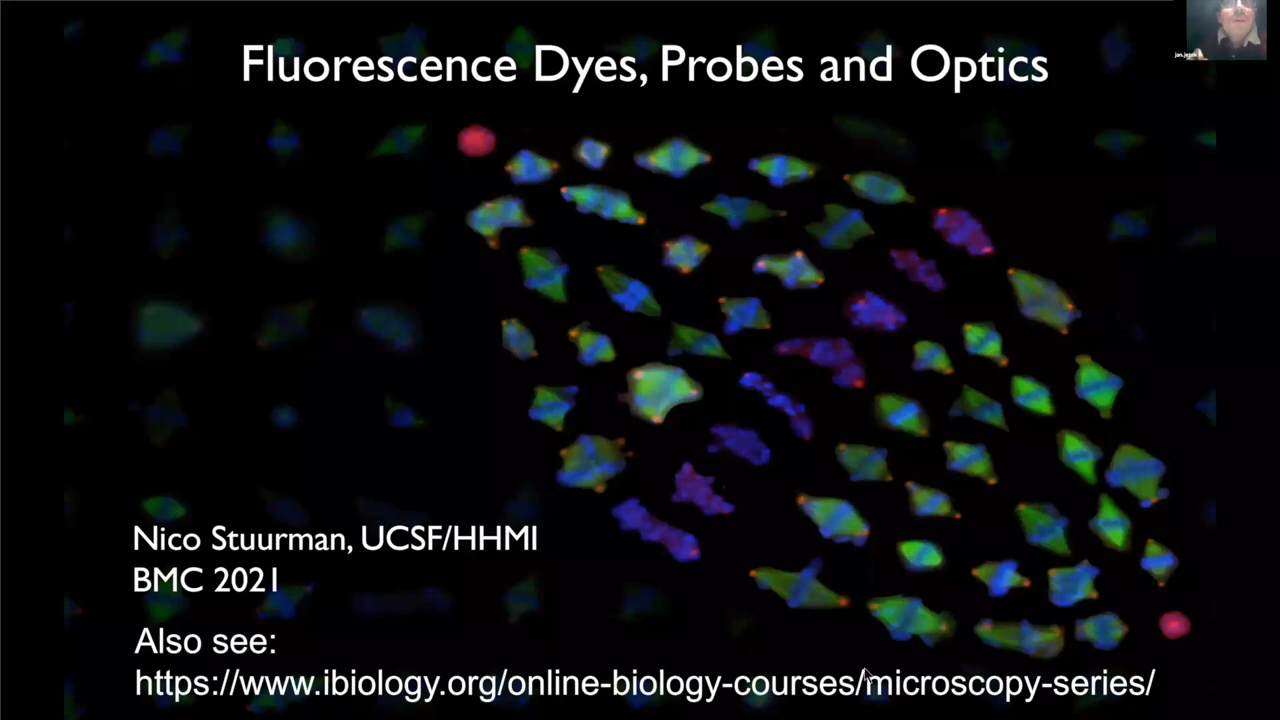 Fluorescence Dyes, Probes and Optics
Nico Stuurman, UCSF/HHMI
BMC 2021
Also see:
https://www.ibiology.org/online-biology-courses/microscopy-series/